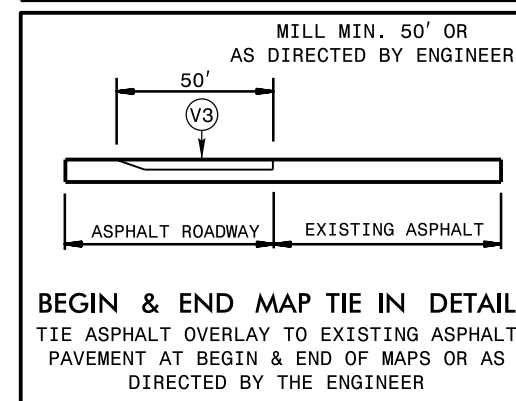 MILL MIN. 50' OR
AS DIRECTED BY ENGINEER
50'
V3
ASPHALT ROADWAY
EXISTING ASPHALT
BEGIN & END MAP TIE IN DETAIL
TIE ASPHALT OVERLAY TO EXISTING ASPHALT
PAVEMENT AT BEGIN & END OF MAPS OR AS
DIRECTED BY THE ENGINEER